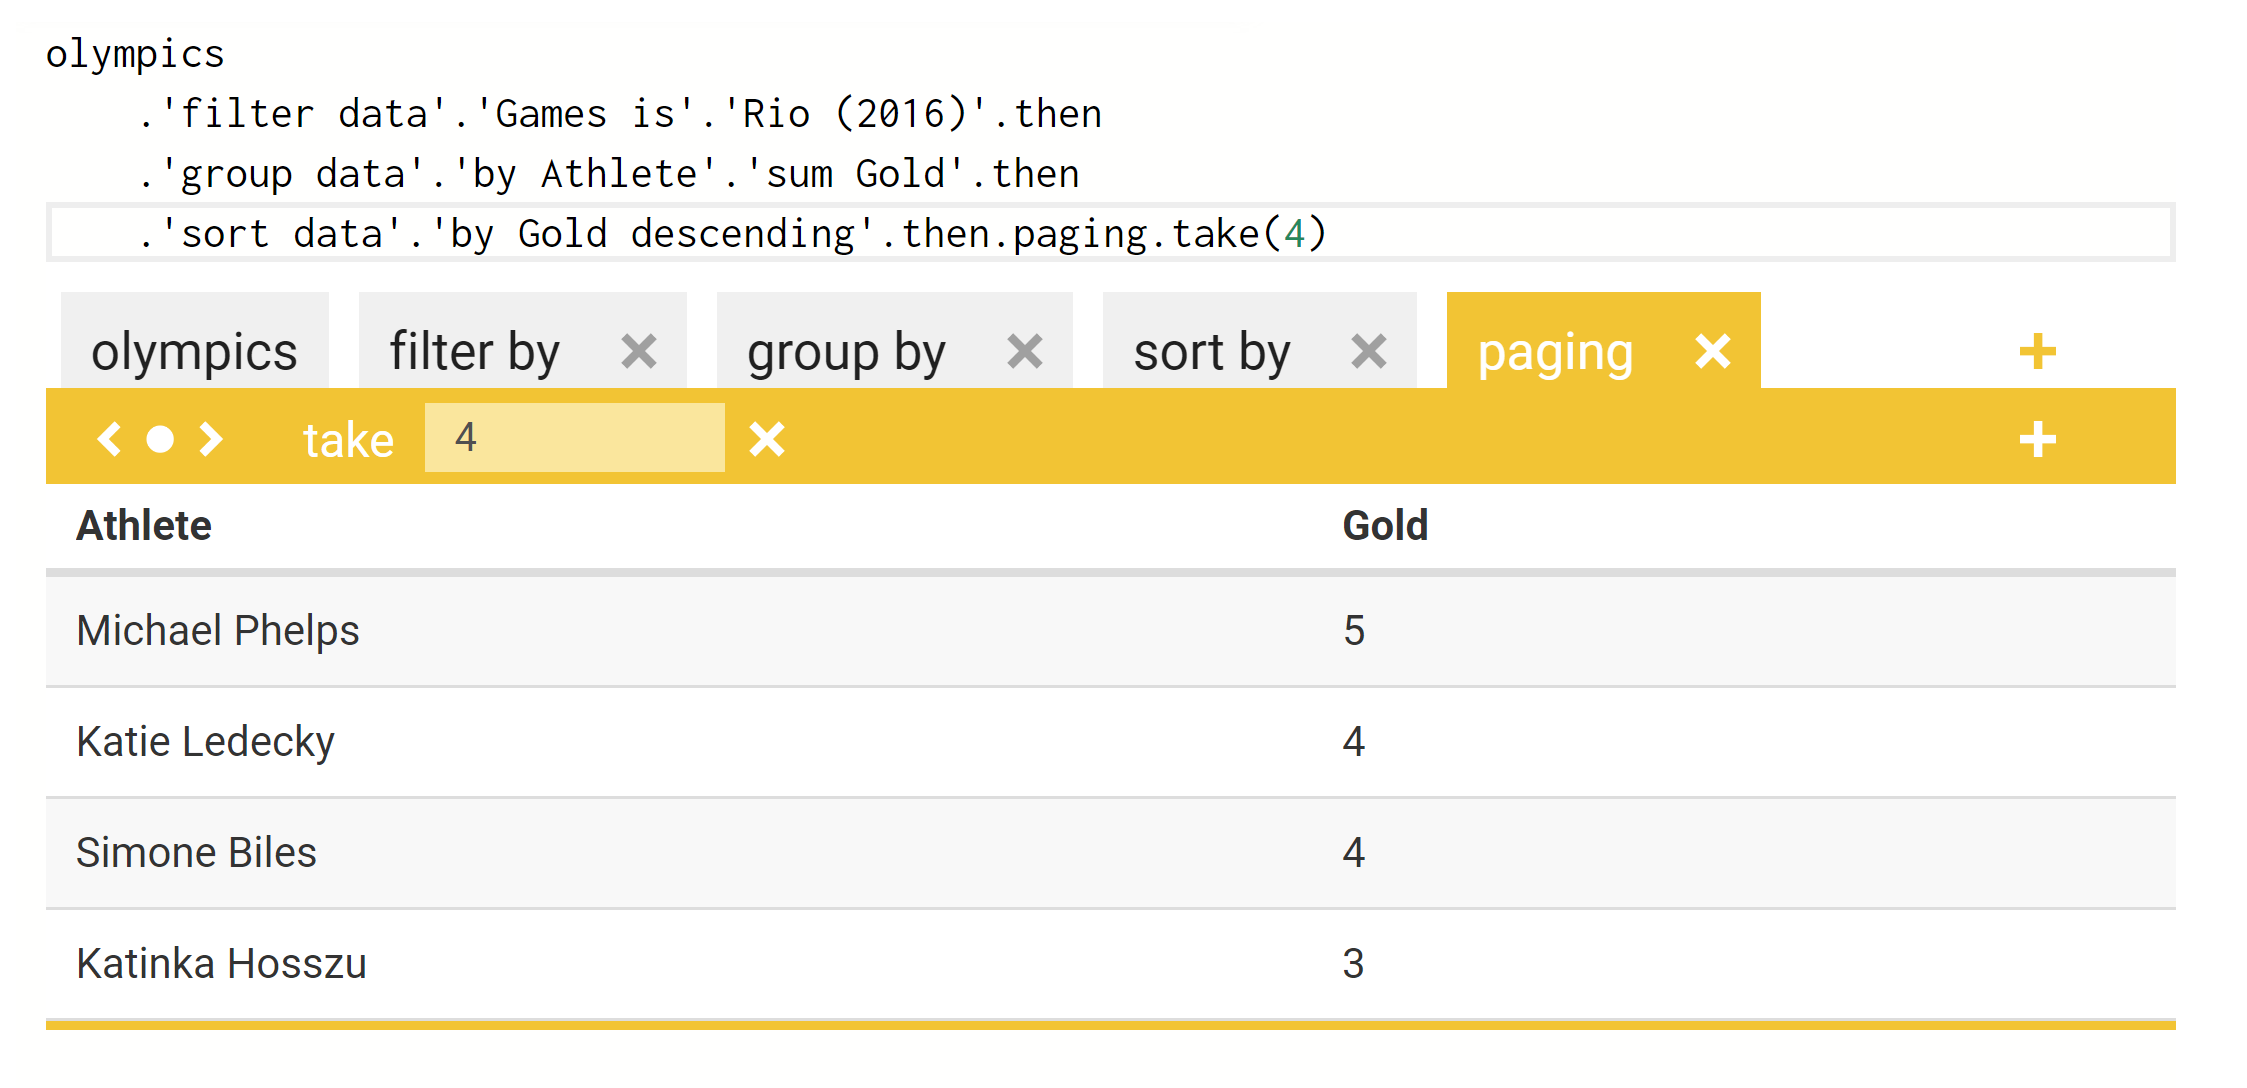 olympics
    .'filter data'.'Games is'.'Rio (2016)'.then
    .'group data'.'by Athlete'.'sum Gold'.then
    .'sort data'.'by Gold descending'.then.paging.take(4)
olympics filter by group by sort by paging
take 4
Athlete Gold
Michael Phelps 5
Katie Ledecky 4
Simone Biles 4
Katinka Hosszu 3